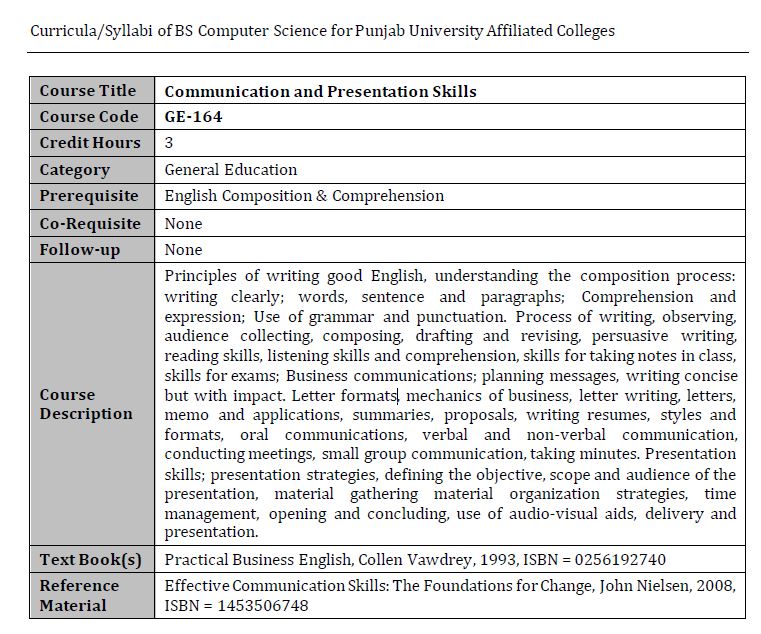 Curricula/Syllabi of BS Computer Science for Punjab University Affiliated Colleges
Course Title Communication and Presentation Skills
Course Code GE-164
Credit Hours 3
Category General Education
Prerequisite English Composition & Comprehension
Co-Requisite None
Follow-up None
Course Description
Principles of writing good English, understanding the composition process:
writing clearly; words, sentence and paragraphs; Comprehension and
expression; Use of grammar and punctuation. Process of writing, observing,
audience collecting, composing, drafting and revising, persuasive writing,
reading skills, listening skills and comprehension, skills for taking notes in class,
skills for exams; Business communications; planning messages, writing concise
but with impact. Letter formats, mechanics of business, letter writing, letters,
memo and applications, summaries, proposals, writing resumes, styles and
formats, oral communications, verbal and non-verbal communication,
conducting meetings, small group communication, taking minutes. Presentation
skills; presentation strategies, defining the objective, scope and audience of the
presentation, material gathering material organization strategies, time
management, opening and concluding, use of audio-visual aids, delivery and
presentation.
Text Book(s) Practical Business English, Collen Vawdrey, 1993, ISBN = 0256192740
Reference Material
Effective Communication Skills: The Foundations for Change, John Nielsen, 2008,
ISBN = 1453506748